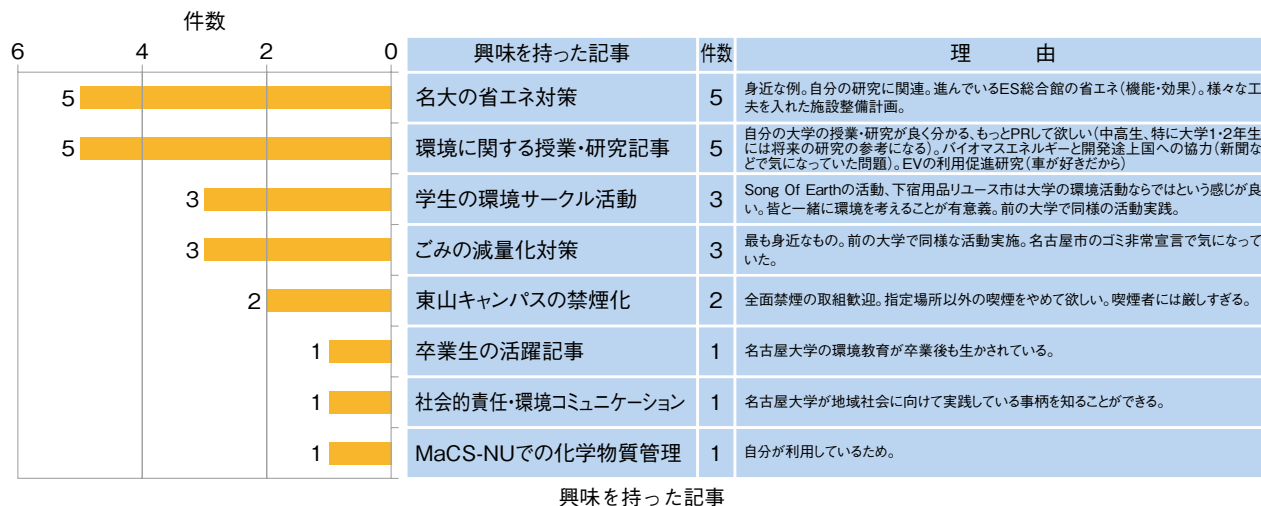 件数
6 4 2 0
興味を持った記事 件数 理 由
5 名大の省エネ対策 5 身近な例。自分の研究に関連。進んでいるES総合館の省エネ(機能・効果)。様々な工
夫を入れた施設整備計画。
5 環境に関する授業・研究記事 5 自分の大学の授業・研究が良く分かる、もっとPRして欲しい(中高生、特に大学1・2年生
には将来の研究の参考になる)。バイオマスエネルギーと開発途上国への協力(新聞な
どで気になっていた問題)。EVの利用促進研究(車が好きだから)
3 学生の環境サークル活動 3 Song Of Earthの活動、下宿用品リユース市は大学の環境活動ならではという感じが良
い。皆と一緒に環境を考えることが有意義。前の大学で同様の活動実践。
3 ごみの減量化対策 3 最も身近なもの。前の大学で同様な活動実施。名古屋市のゴミ非常宣言で気になって
いた。
2 東山キャンパスの禁煙化 2 全面禁煙の取組歓迎。指定場所以外の喫煙をやめて欲しい。喫煙者には厳しすぎる。
1 卒業生の活躍記事 1 名古屋大学の環境教育が卒業後も生かされている。
1 社会的責任・環境コミュニケーション 1 名古屋大学が地域社会に向けて実践している事柄を知ることができる。
1 MaCS-NUでの化学物質管理 1 自分が利用しているため。
興味を持った記事